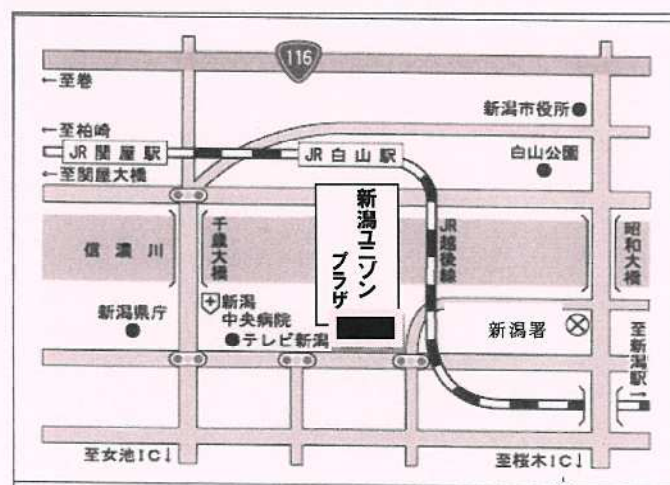 116
←至巻
新潟市役所
←至柏崎
JR関屋駅
JR白山駅
白山公園
←至関屋大橋
新潟ユニゾン
プラザ
信濃川
千歳大橋
JR越後線
昭和大橋
新潟県庁
新潟
中央病院
テレビ新潟
新潟署
至新潟駅→
至女池IC↓
至桜木IC↓